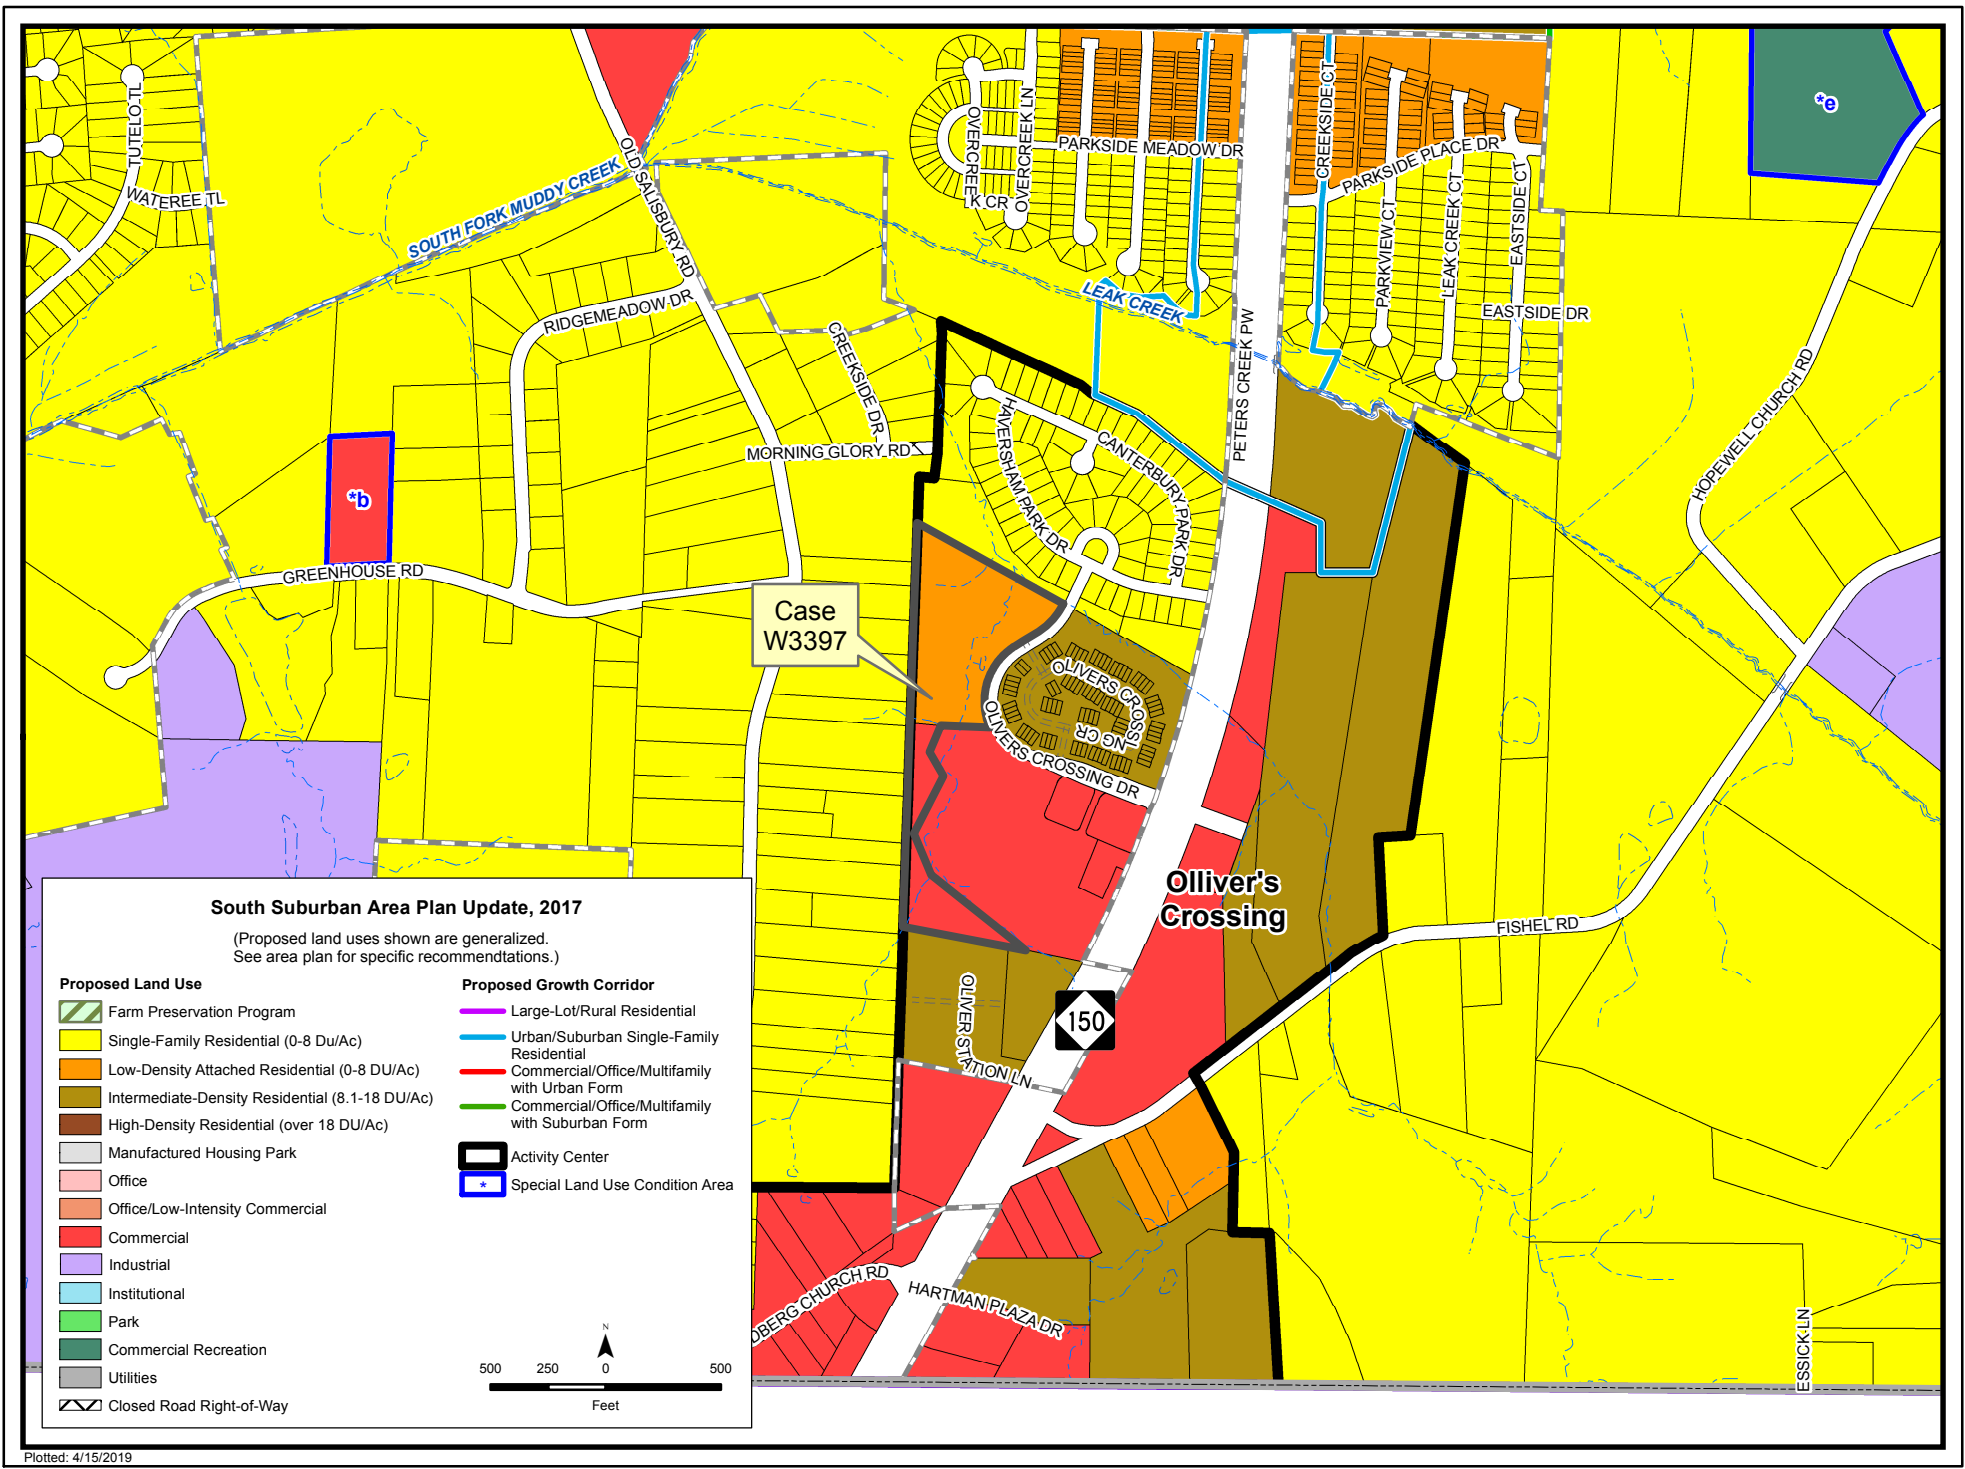 TUTELO TL
WATEREE TL
SOUTH FORK MUDDY CREEK
OLD SALISBURY RD
RIDGEMEADOW DR
OVERCREEK CR
OVERCREEK LN
PARKSIDE MEADOW DR
LEAK CREEK
PETERS CREEK PW
CREEKSIDE CT
PARKSIDE PLACE DR
PARKVIEW CT
LEAK CREEK CT
EASTSIDE CT
EASTSIDE DR
*e
HOPEWELL CHURCH RD
CREEKSIDE DR
MORNING GLORY RD
HAVERSHAM PARK DR
CANTERBURY PARK DR
*b
GREENHOUSE RD
Case
W3397
OLIVERS CROSSING CR
OLIVERS CROSSING DR
Olliver's
Crossing
FISHEL RD
OLIVER STATION LN
150
DBERG CHURCH RD
HARTMAN PLAZA DR
ESSICK LN
South Suburban Area Plan Update, 2017
(Proposed land uses shown are generalized.
See area plan for specific recommendtations.)
Proposed Land Use
Farm Preservation Program
Single-Family Residential (0-8 Du/Ac)
Low-Density Attached Residential (0-8 DU/Ac)
Intermediate-Density Residential (8.1-18 DU/Ac)
High-Density Residential (over 18 DU/Ac)
Manufactured Housing Park
Office
Office/Low-Intensity Commercial
Commercial
Industrial
Institutional
Park
Commercial Recreation
Utilities
Closed Road Right-of-Way
Proposed Growth Corridor
Large-Lot/Rural Residential
Urban/Suburban Single-Family
Residential
Commercial/Office/Multifamily
with Urban Form
Commercial/Office/Multifamily
with Suburban Form
Activity Center
*
Special Land Use Condition Area
N
500 250 0 500
Feet
Plotted: 4/15/2019